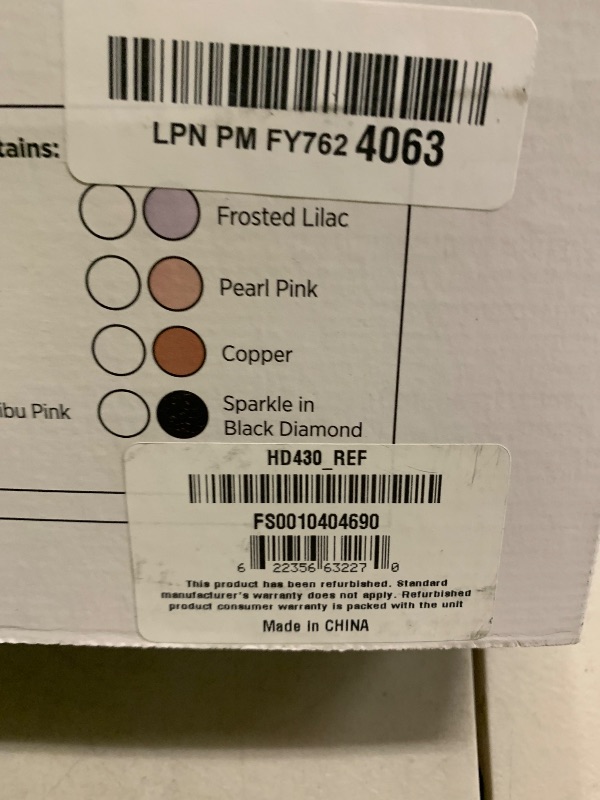 LPN PM FY762 4063
tains:
Frosted Lilac
Pearl Pink
Copper
ibu Pink
Sparkle in
Black Diamond
HD430_REF
FS0010404690
6 22356 63227 0
This product has been refurbished. Standard
manufacturer's warranty does not apply. Refurbished
product consumer warranty is packed with the unit
Made in CHINA